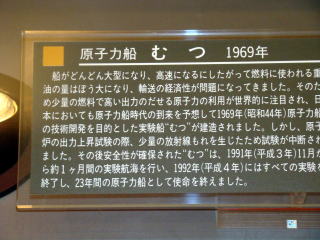 原子力船 むつ 1969年
船がどんどん大型になり、高速になるにしたがって燃料に使われる重
油の量はぼう大になり、輸送の経済性が問題になってきました。そのた
め少量の燃料で高い出力のだせる原子力の利用が世界的に注目され、日
本においても原子力船時代の到来を予想して1969年(昭和44年)原子力船
の技術開発を目的とした実験船"むつ"が建造されました。しかし、原子
炉の出力上昇試験の際、少量の放射線もれを生じたため試験が中断され
ました。その後安全性が確保された"むつ"は、1991年(平成3年)11月か
ら約1ヶ月間の実験航海を行い、1992年(平成4年)にはすべての実験を
終了し、23年間の原子力船として使命を終えました。